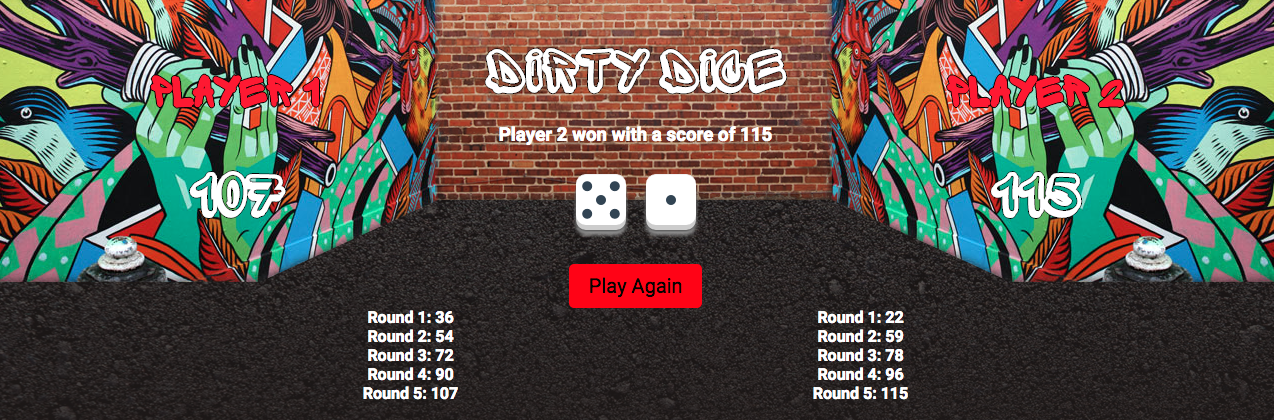 DIRTY DICE
PLAYER 1
PLAYER 2
Player 2 won with a score of 115
107
115
Play Again
Round 1: 36
Round 2: 54
Round 3: 72
Round 4: 90
Round 5: 107
Round 1: 22
Round 2: 59
Round 3: 78
Round 4: 96
Round 5: 115